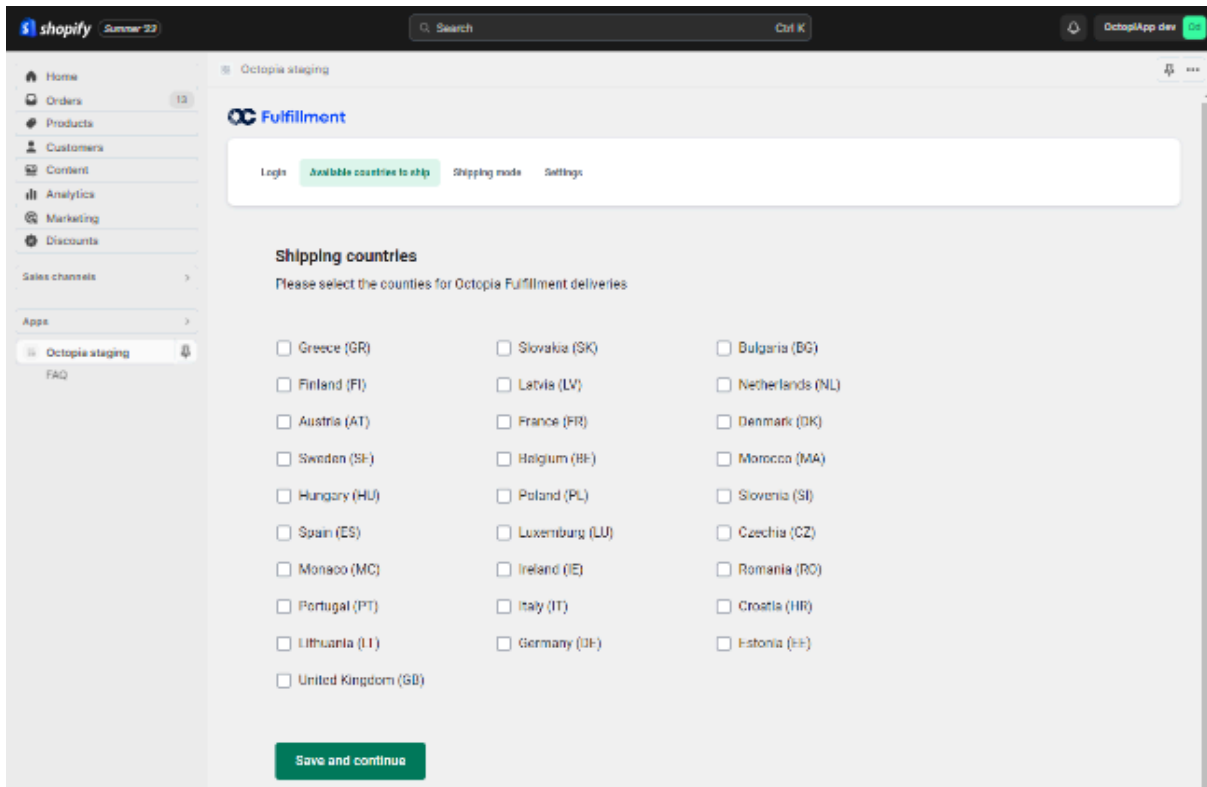 shopify Summer '23 Search Ctrl K OctopiApp dev Od
Home
Orders 13
Products
Customers
Content
Analytics
Marketing
Discounts
Sales channels
Apps
Octopia staging
FAQ
Octopia staging
OC Fulfillment
Login Available countries to ship Shipping mode Settings
Shipping countries
Please select the counties for Octopia Fulfillment deliveries
Greece (GR) Slovakia (SK) Bulgaria (BG)
Finland (FI) Latvia (LV) Netherlands (NL)
Austria (AT) France (FR) Denmark (DK)
Sweden (SE) Belgium (BE) Morocco (MA)
Hungary (HU) Poland (PL) Slovenia (SI)
Spain (ES) Luxemburg (LU) Czechia (CZ)
Monaco (MC) Ireland (IE) Romania (RO)
Portugal (PT) Italy (IT) Croatia (HR)
Lithuania (LT) Germany (DE) Estonia (EE)
United Kingdom (GB)
Save and continue